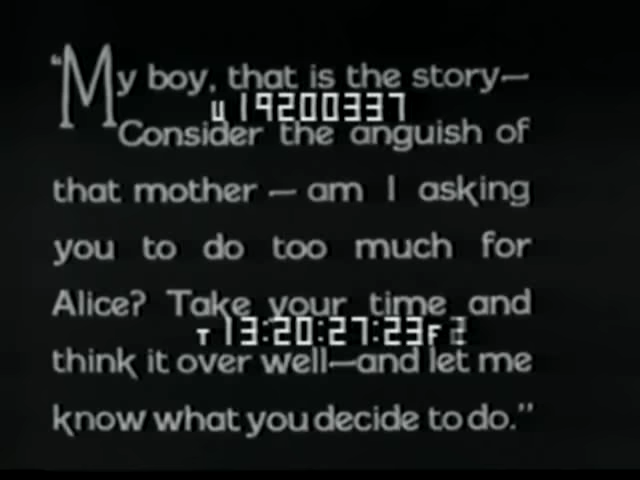 "My boy, that is the story—
u 19200337
Consider the anguish of
that mother — am I asking
you to do too much for
Alice? Take your time and
T 13:20:27:23F2
think it over well—and let me
know what you decide to do."